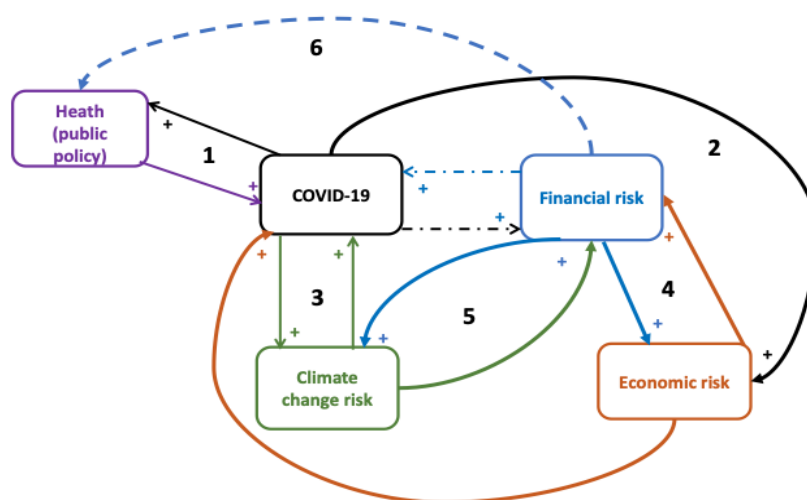 6
Heath
(public
policy)
+
1
+
2
COVID-19
+
+
Financial risk
+
+
+
3
+
+
5
+
+
4
+
+
Climate
change risk
Economic risk